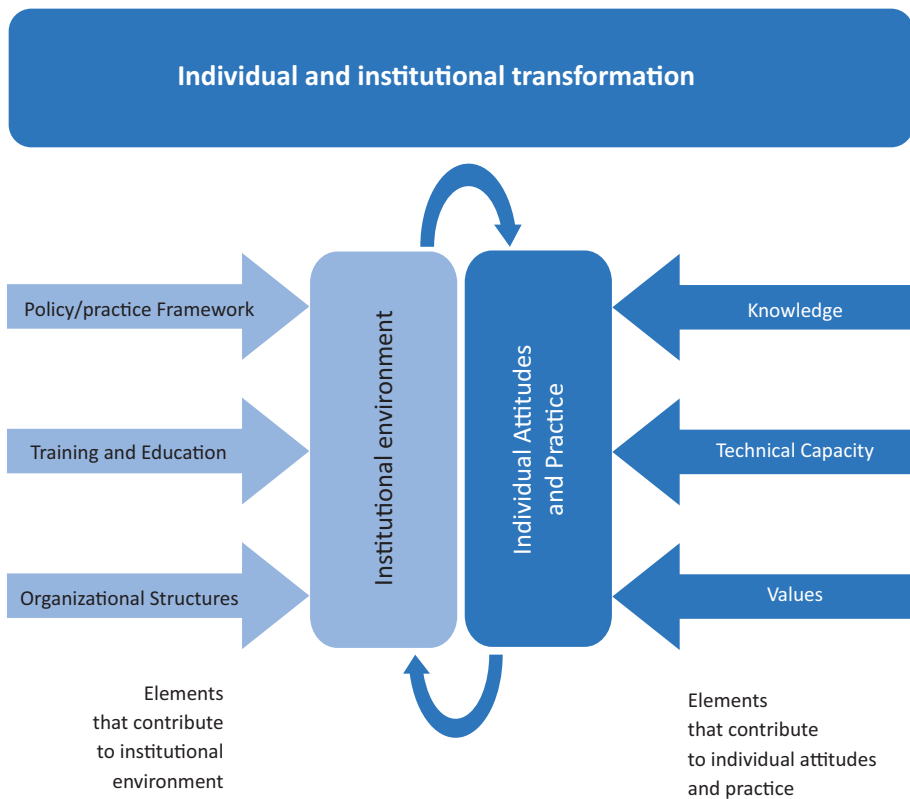 Individual and institutional transformation
Policy/practice Framework
Training and Education
Organizational Structures
Institutional environment
Individual Attitudes
and Practice
Knowledge
Technical Capacity
Values
Elements
that contribute
to institutional
environment
Elements
that contribute
to individual attitudes
and practice